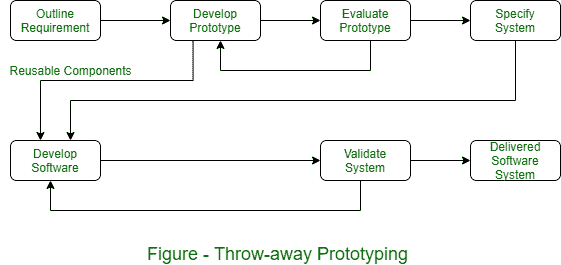 Outline
Requirement
Develop
Prototype
Evaluate
Prototype
Specify
System
Reusable Components
Develop
Software
Validate
System
Delivered
Software
System
Figure - Throw-away Prototyping